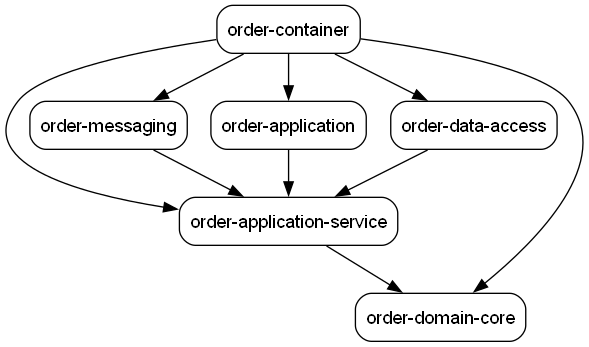 order-container
order-messaging
order-application
order-data-access
order-application-service
order-domain-core